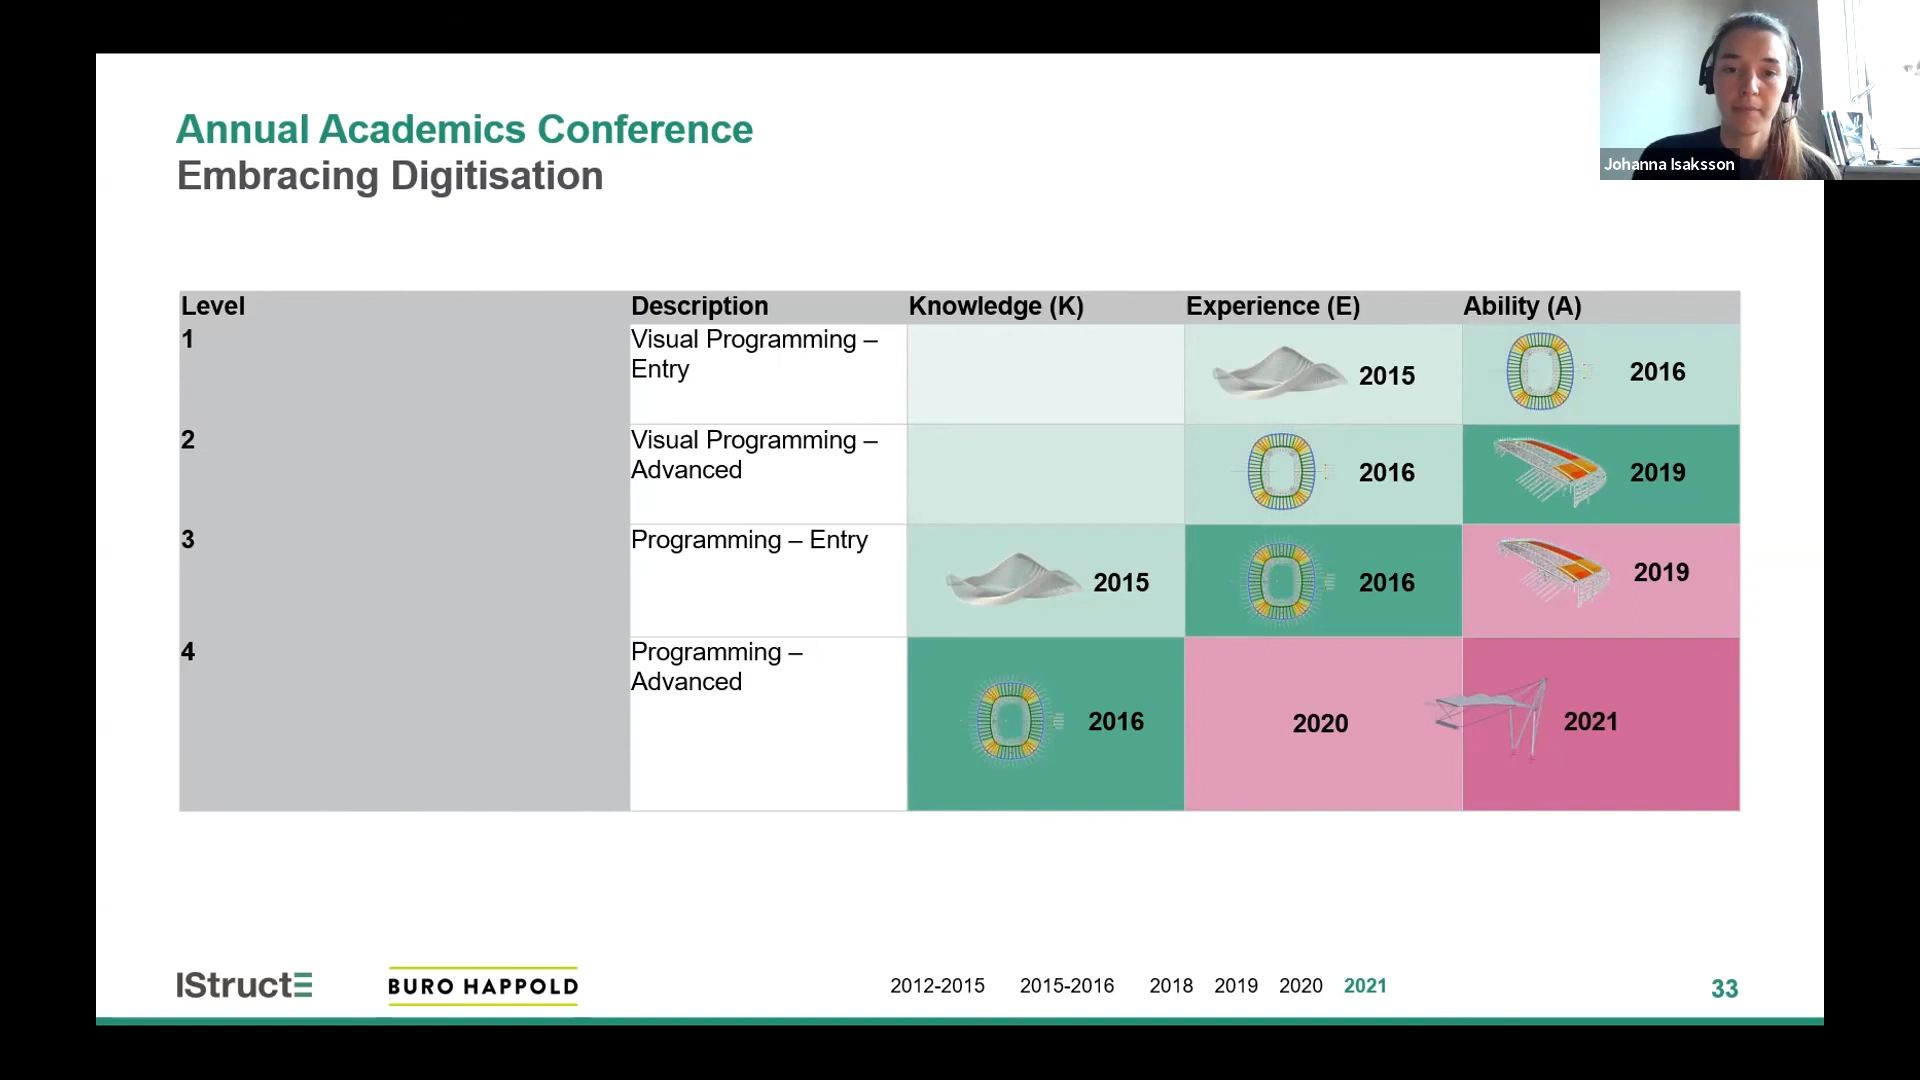 Annual Academics Conference
Embracing Digitisation
Johanna Isaksson
Level Description Knowledge (K) Experience (E) Ability (A)
1 Visual Programming –
Entry
2015 2016
2 Visual Programming –
Advanced
2016 2019
3 Programming – Entry
2015 2016 2019
4 Programming –
Advanced
2016 2020 2021
IStructE BURO HAPPOLD 2012-2015 2015-2016 2018 2019 2020 2021 33